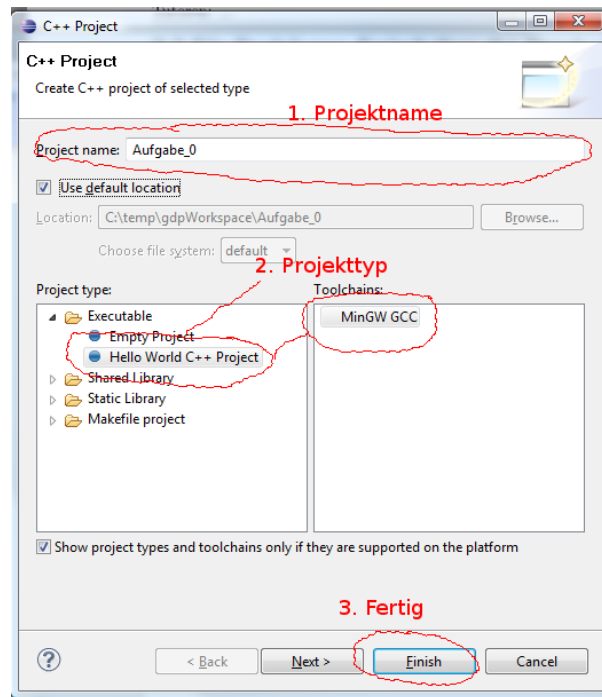 C++ Project
C++ Project
Create C++ project of selected type
1. Projektname
Project name: Aufgabe_0
Use default location
Location: C:\temp\gdpWorkspace\Aufgabe_0 Browse...
Choose file system: default
2. Projekttyp
Project type: Toolchains:
Executable MinGW GCC
Empty Project
Hello World C++ Project
Shared Library
Static Library
Makefile project
Show project types and toolchains only if they are supported on the platform
3. Fertig
? < Back Next > Finish Cancel